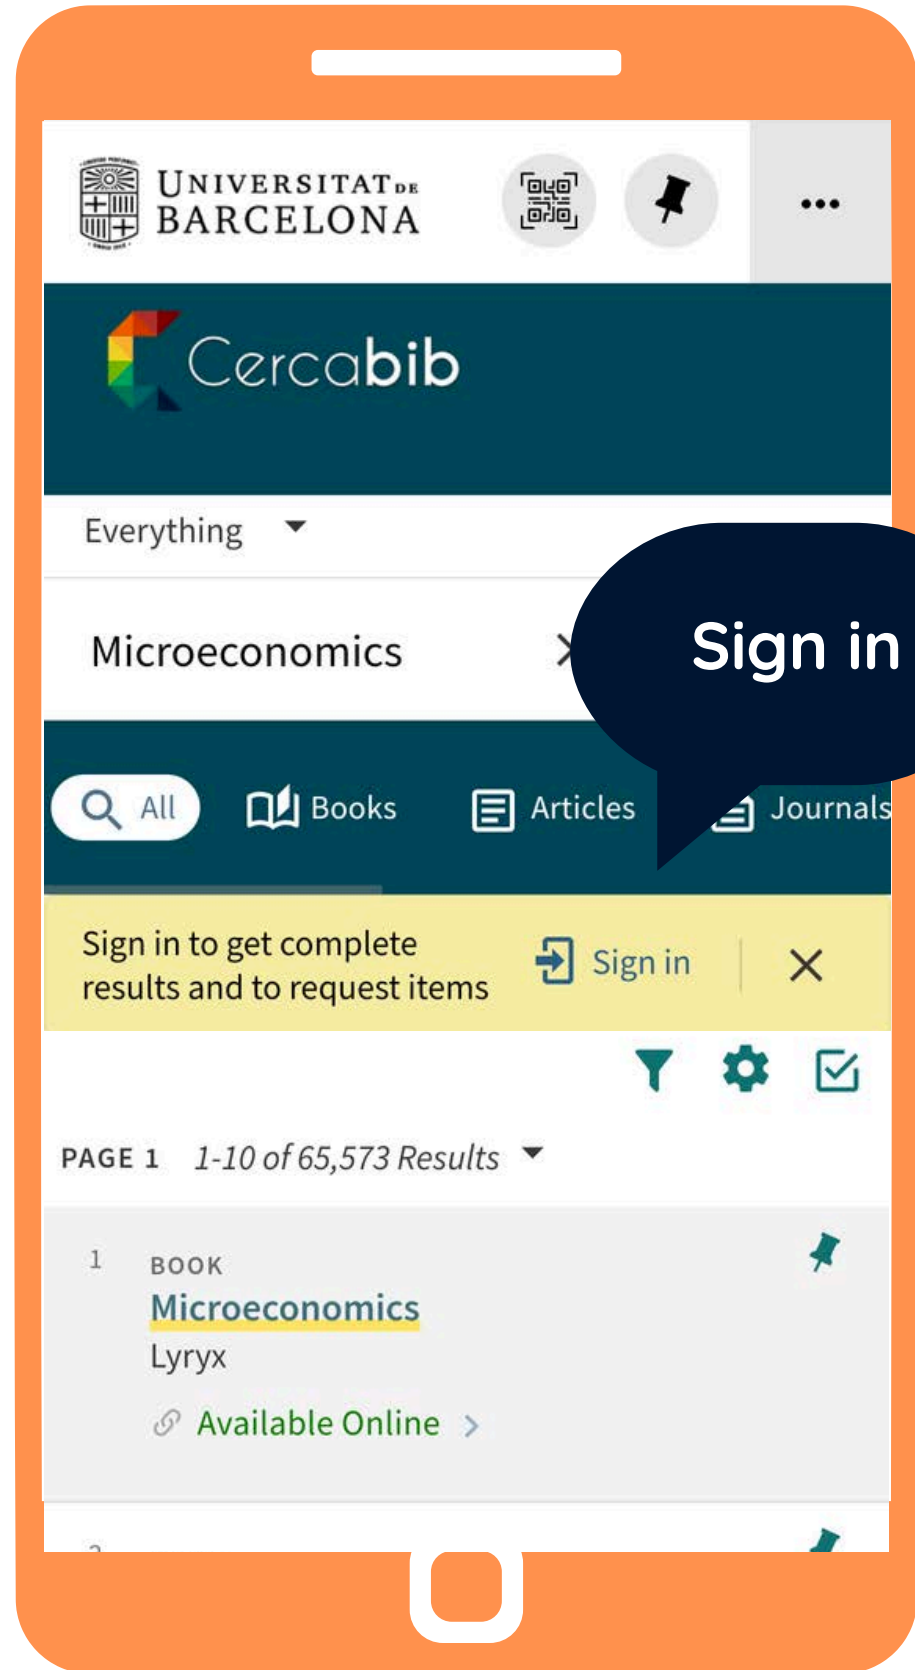 UNIVERSITAT DE
BARCELONA
Cercabib
Everything
Microeconomics
Sign in
All
Books
Articles
Journals
Sign in to get complete
results and to request items
Sign in
PAGE 1 1-10 of 65,573 Results
1
BOOK
Microeconomics
Lyryx
Available Online